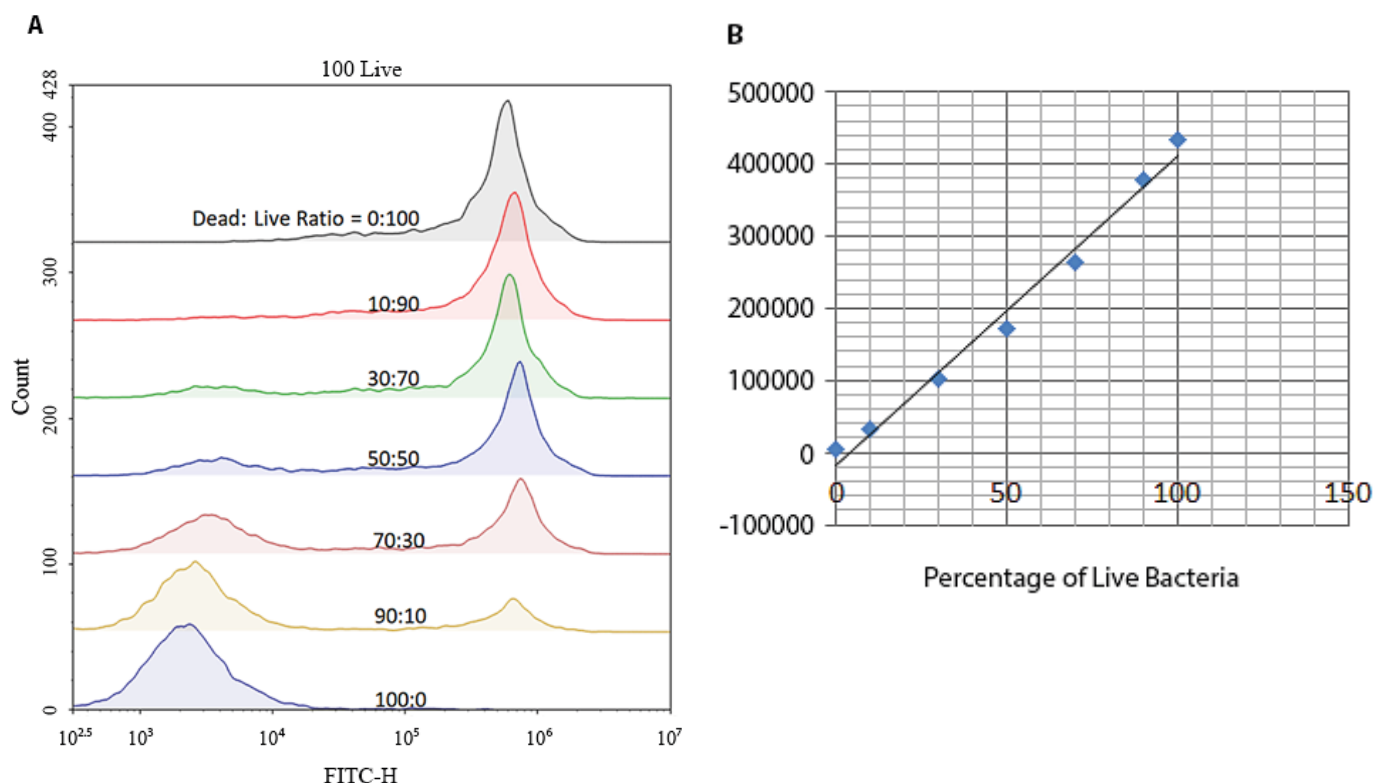 A
100 Live
428
400
300
200
100
0
Count
Dead: Live Ratio = 0:100
10:90
30:70
50:50
70:30
90:10
100:0
10^2.5 10^3 10^4 10^5 10^6 10^7
FITC-H
B
500000
400000
300000
200000
100000
0
-100000
0 50 100 150
Percentage of Live Bacteria